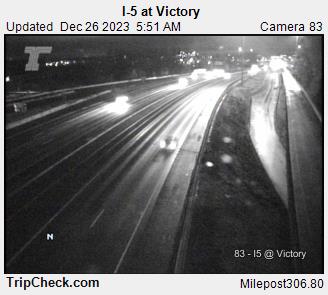 I-5 at Victory
Updated Dec 26 2023 5:51 AM Camera 83
T
N
83 - I5 @ Victory
TripCheck.com Milepost306.80